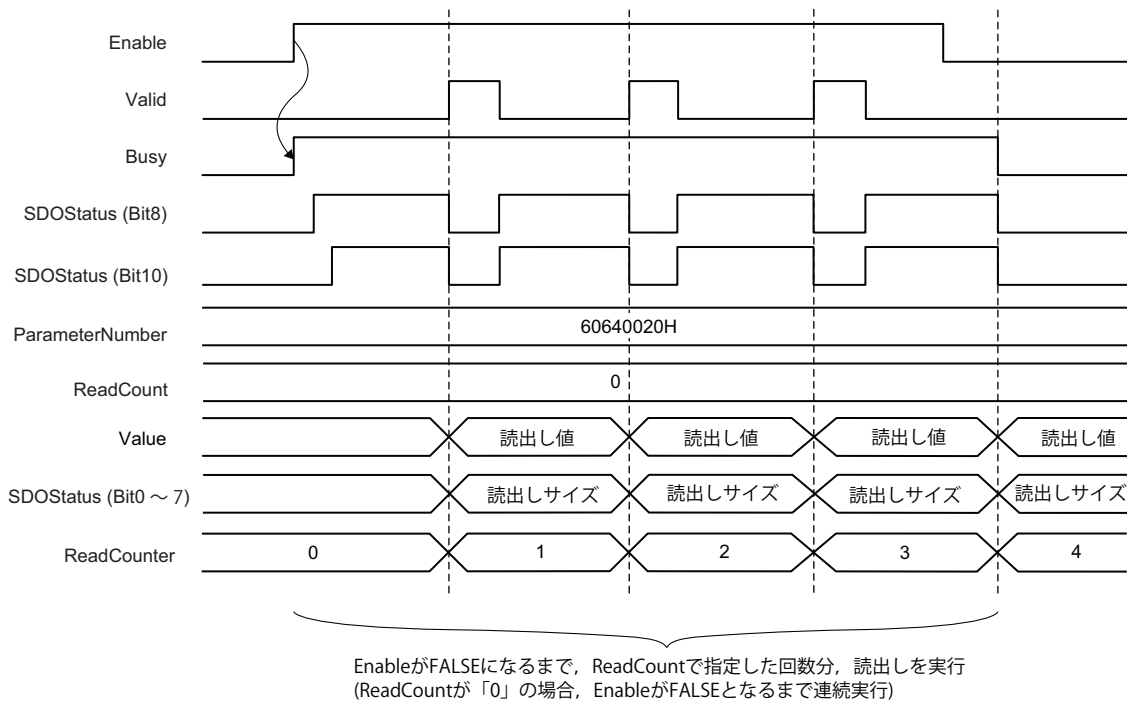 Enable
Valid
Busy
SDOStatus (Bit8)
SDOStatus (Bit10)
ParameterNumber 60640020H
ReadCount 0
Value 読出し値 読出し値 読出し値 読出し値
SDOStatus (Bit0 ~ 7) 読出しサイズ 読出しサイズ 読出しサイズ 読出しサイズ
ReadCounter 0 1 2 3 4
EnableがFALSEになるまで，ReadCountで指定した回数分，読出しを実行
(ReadCountが「0」の場合，EnableがFALSEとなるまで連続実行)